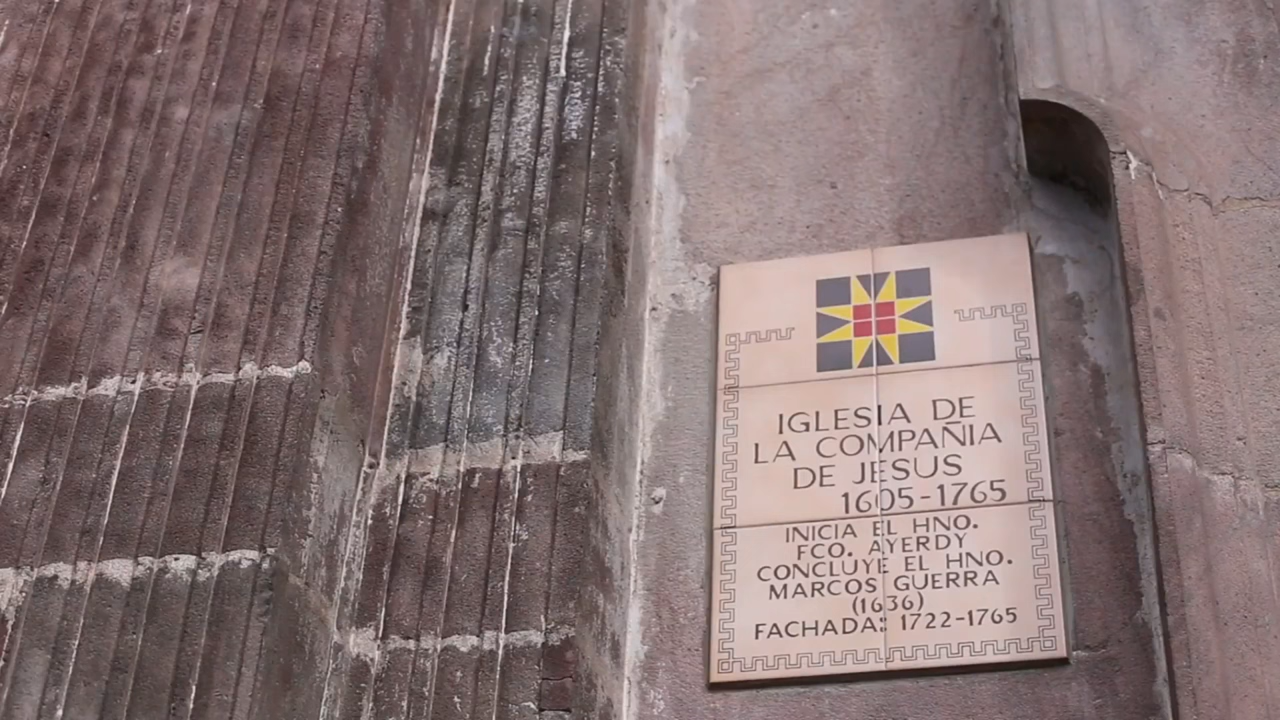 IGLESIA DE
LA COMPAÑIA
DE JESUS
1605-1765
INICIA EL HNO.
FCO. AYERDY
CONCLUYE EL HNO.
MARCOS GUERRA
(1636)
FACHADA: 1722-1765